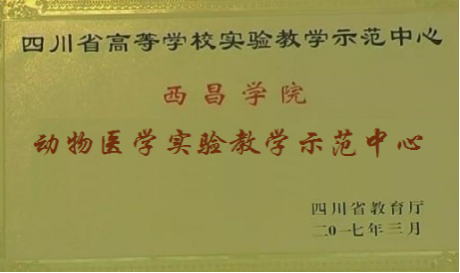 四川省高等学校实验教学示范中心
西昌学院
动物医学实验教学示范中心
四川省教育厅
二〇一七年三月